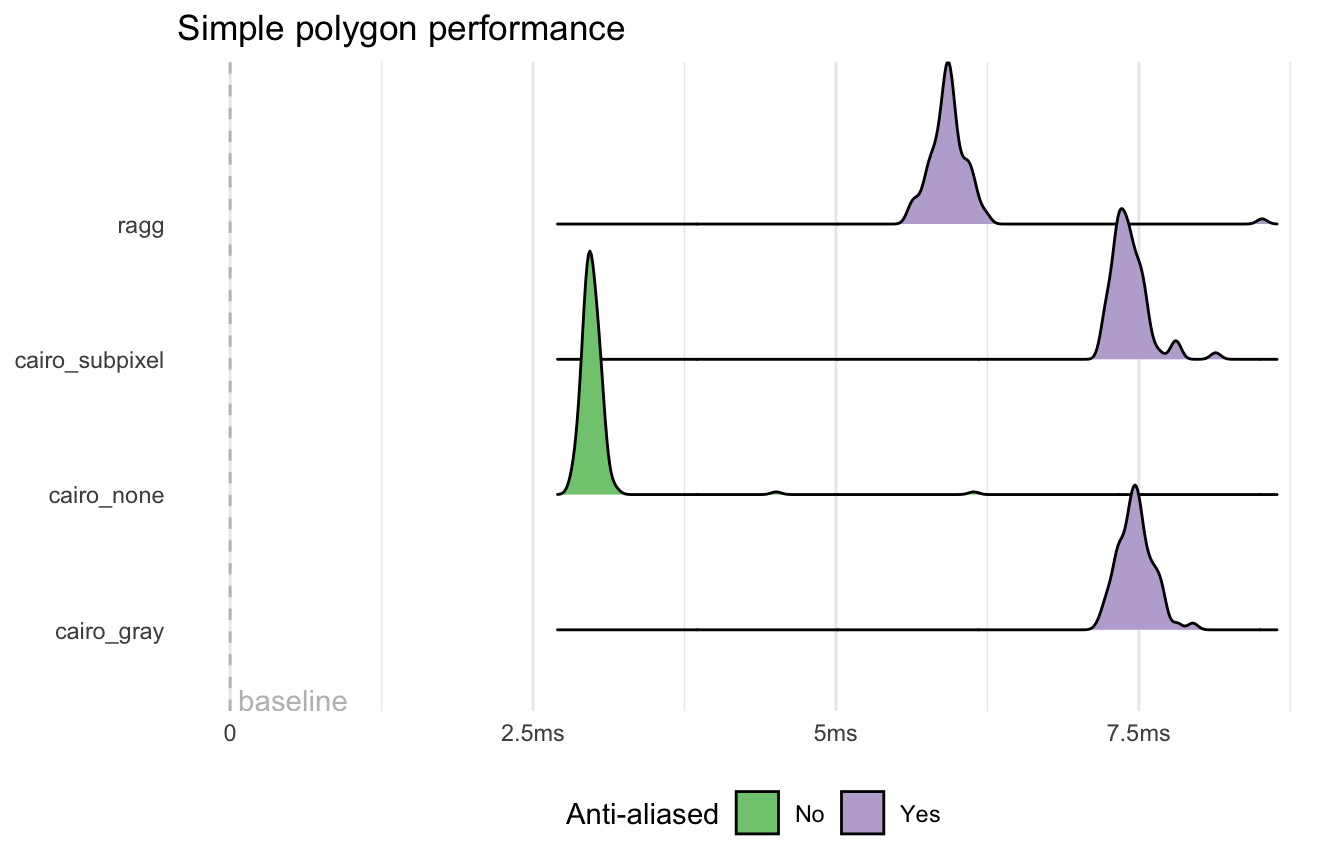 Simple polygon performance
ragg
cairo_subpixel
cairo_none
cairo_gray
baseline
0 2.5ms 5ms 7.5ms
Anti-aliased No Yes